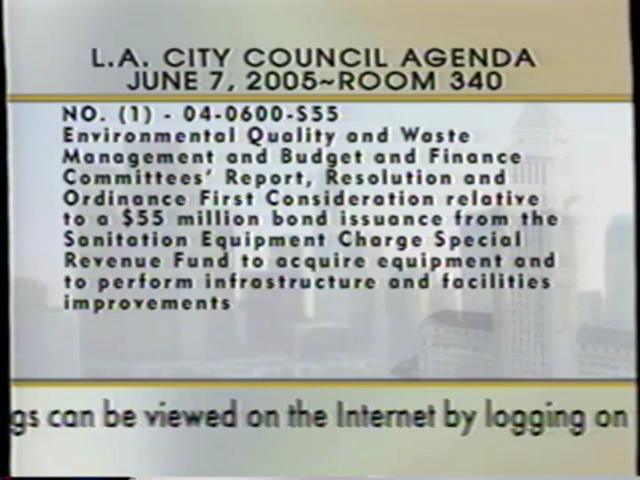 L.A. CITY COUNCIL AGENDA
JUNE 7, 2005~ROOM 340
NO. (1) - 04-0600-S55
Environmental Quality and Waste
Management and Budget and Finance
Committees' Report, Resolution and
Ordinance First Consideration relative
to a $55 million bond issuance from the
Sanitation Equipment Charge Special
Revenue Fund to acquire equipment and
to perform infrastructure and facilities
improvements
gs can be viewed on the Internet by logging on